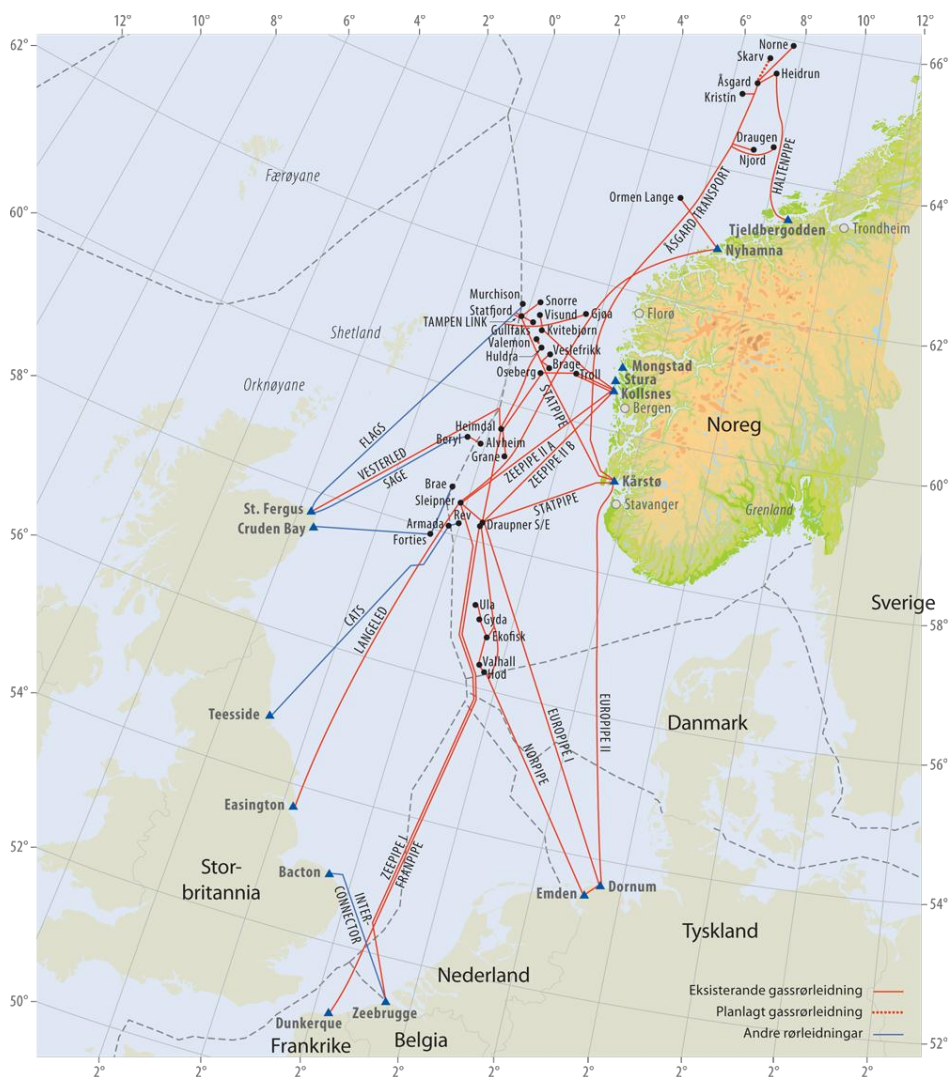 12°
10°
8°
6°
4°
2°
0°
2°
4°
6°
8°
10°
12°
62°
66°
Norne
Skarv
Åsgard
Heidrun
Kristin
Draugen
Njord
HALTENPIPE
Færøyane
Ormen Lange
ÅSGARD TRANSPORT
60°
64°
Tjeldbergodden
Trondheim
Nyhamna
Murchison
Snorre
Statfjord
Visund
Gjøa
Florø
TAMPEN LINK
Kvitebjørn
Gullfaks
Shetland
Valemon
Veslefrikk
62°
Huldra
Brage
Mongstad
58°
Oseberg
Troll
Stura
Orknøyane
Kollsnes
STATPIPE
Bergen
FLAGS
Noreg
Heimdal
Beryl
Alvheim
VESTERLED
Grane
ZEEPIPE II A
ZEEPIPE II B
SAGE
Brae
Kårstø
60°
Sleipner
STATPIPE
Stavanger
St. Fergus
Rev
Grenland
Cruden Bay
Armada
Draupner S/E
56°
Forties
CATS
Ula
Sverige
LANGELED
Gyda
58°
Ekofisk
Valhall
Hod
54°
Teesside
EUROPIPE II
Danmark
EUROPIPE I
NORPIPE
56°
Easington
52°
Stor-
britannia
ZEEPIPE I
FRANPIPE
Bacton
Dornum
Emden
54°
INTER-
CONNECTOR
Tyskland
Nederland
50°
Eksisterande gassrørleidning
Zeebrugge
Planlagt gassrørleidning
Dunkerque
Andre rørleidningar
Frankrike
Belgia
52°
2°
2°
2°
2°
2°
2°
2°
2°
2°